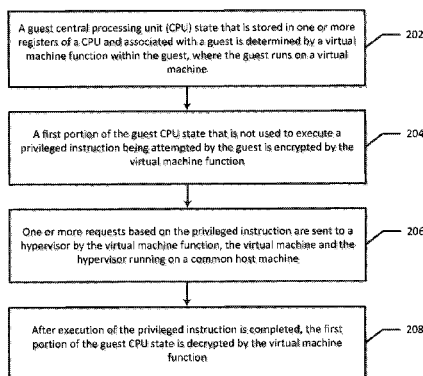 A guest central processing unit (CPU) state that is stored in one or more
registers of a CPU and associated with a guest is determined by a virtual
machine function within the guest, where the guest runs on a virtual
machine
202
A first portion of the guest CPU state that is not used to execute a
privileged instruction being attempted by the guest is encrypted by the
virtual machine function
204
One or more requests based on the privileged instruction are sent to a
hypervisor by the virtual machine function, the virtual machine and the
hypervisor running on a common host machine
206
After execution of the privileged instruction is completed, the first
portion of the guest CPU state is decrypted by the virtual machine
function
208